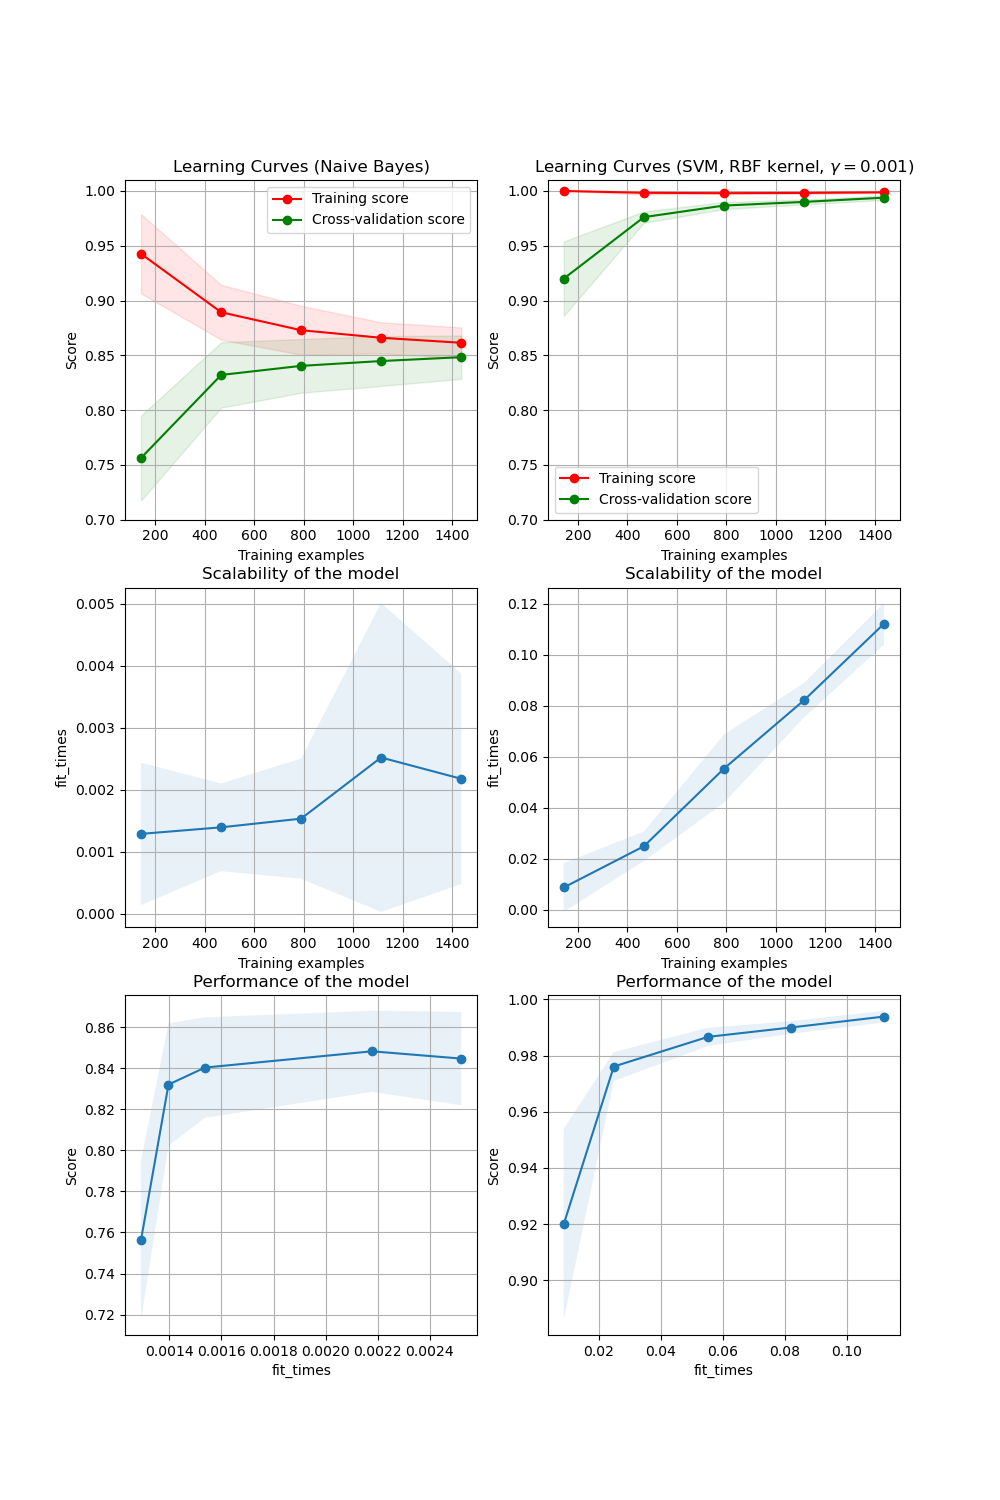 Learning Curves (Naive Bayes)
1.00
0.95
0.90
0.85
0.80
0.75
0.70
Score
Training score
Cross-validation score
200 400 600 800 1000 1200 1400
Training examples
Learning Curves (SVM, RBF kernel, γ = 0.001)
1.00
0.95
0.90
0.85
0.80
0.75
0.70
Score
Training score
Cross-validation score
200 400 600 800 1000 1200 1400
Training examples
Scalability of the model
0.005
0.004
0.003
0.002
0.001
0.000
fit_times
200 400 600 800 1000 1200 1400
Training examples
Scalability of the model
0.12
0.10
0.08
0.06
0.04
0.02
0.00
fit_times
200 400 600 800 1000 1200 1400
Training examples
Performance of the model
0.86
0.84
0.82
0.80
0.78
0.76
0.74
0.72
Score
0.0014 0.0016 0.0018 0.0020 0.0022 0.0024
fit_times
Performance of the model
1.00
0.98
0.96
0.94
0.92
0.90
Score
0.02 0.04 0.06 0.08 0.10
fit_times